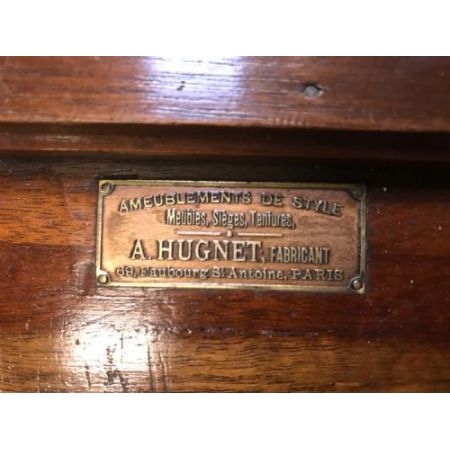 AMEUBLEMENTS DE STYLE
Meubles, Sièges, Tentures,
A. HUGNET, FABRICANT
69, Faubourg St Antoine, PARIS